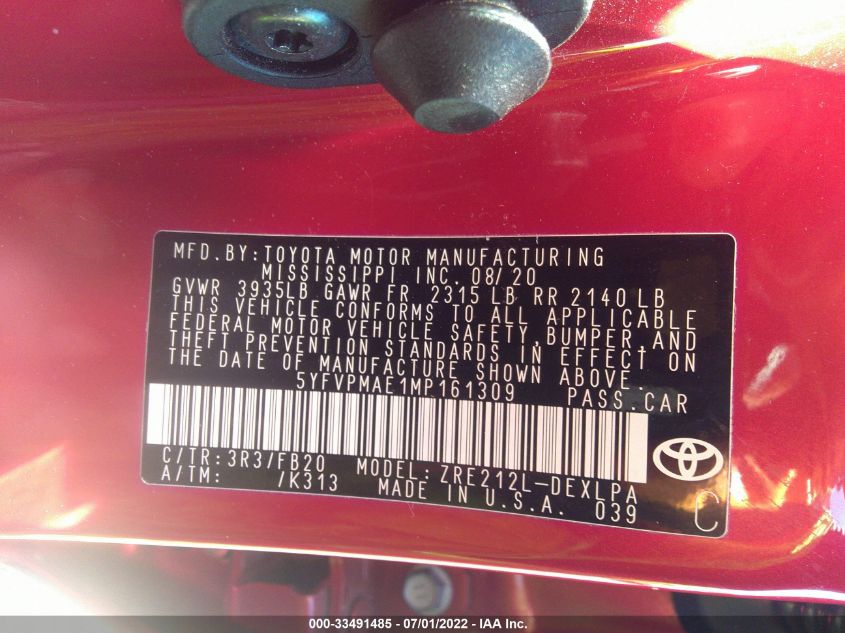 MFD.BY:TOYOTA MOTOR MANUFACTURING
MISSISSIPPI INC. 08/20
GVWR 3935LB GAWR FR 2315 LB RR 2140 LB
THIS VEHICLE CONFORMS TO ALL APPLICABLE
FEDERAL MOTOR VEHICLE SAFETY,BUMPER,AND
THEFT PREVENTION STANDARDS IN EFFECT ON
THE DATE OF MANUFACTURE SHOWN ABOVE.
5YFVPMAE1MP161309 PASS.CAR
C/TR:3R3/FB20 MODEL:ZRE212L-DEXLPA
A/TM: /K313 MADE IN U.S.A. 039
C
000-33491485 - 07/01/2022 - IAA Inc.